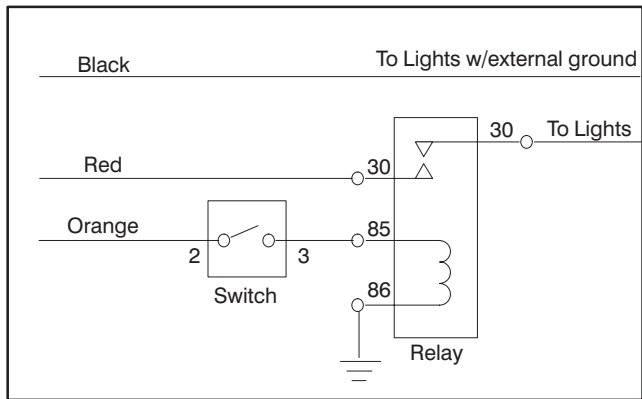 Black
To Lights w/external ground
30
To Lights
Red
30
Orange
85
2
3
86
Switch
Relay